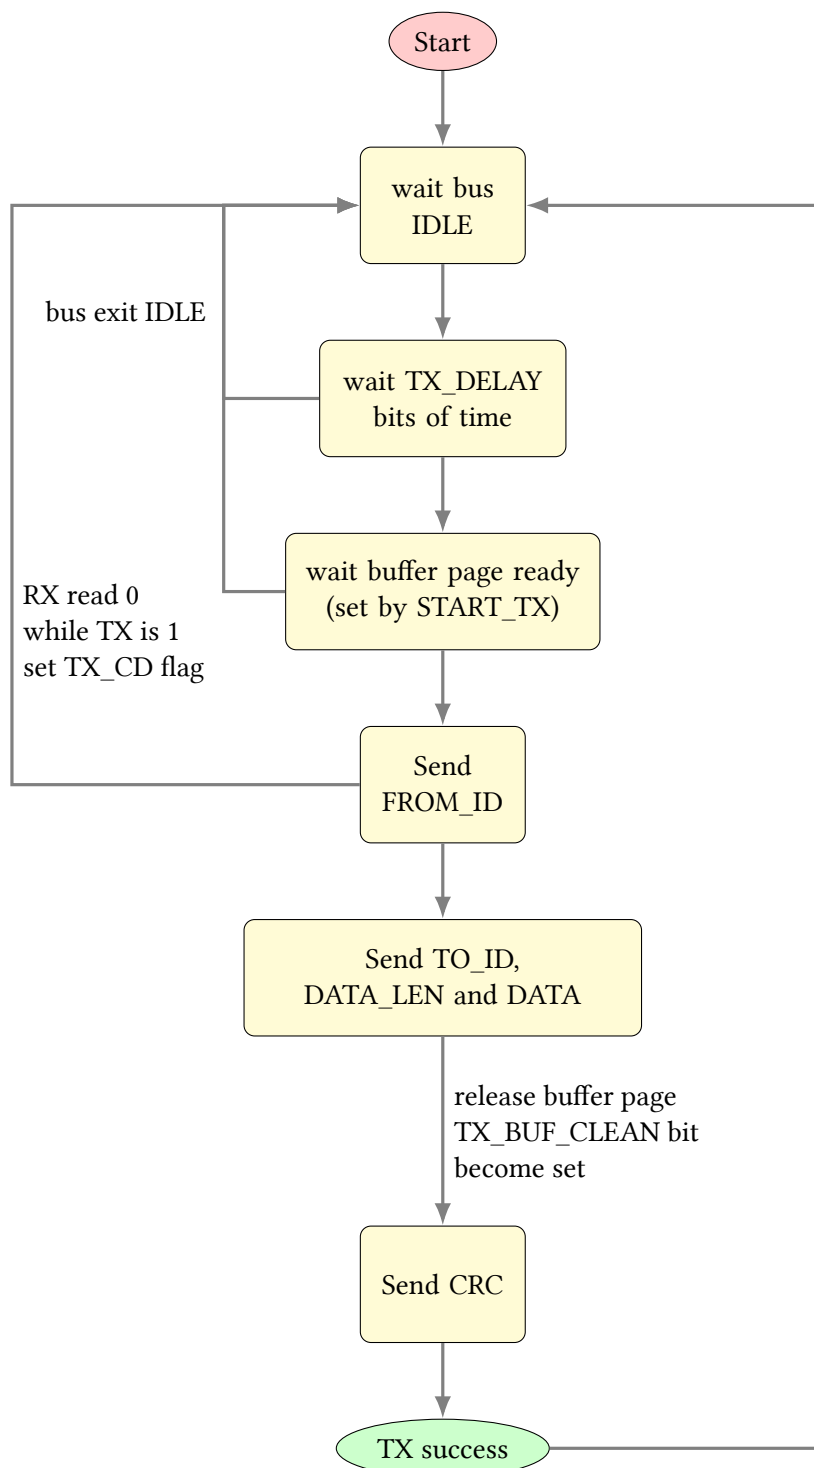 Start
wait bus
IDLE
bus exit IDLE
wait TX_DELAY
bits of time
wait buffer page ready
(set by START_TX)
RX read 0
while TX is 1
set TX_CD flag
Send
FROM_ID
Send TO_ID,
DATA_LEN and DATA
release buffer page
TX_BUF_CLEAN bit
become set
Send CRC
TX success